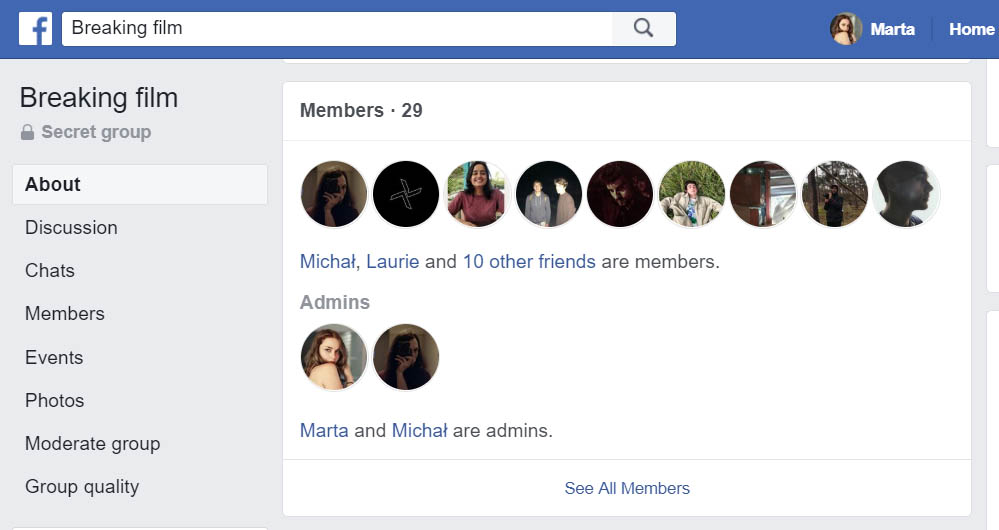 f
Breaking film
Marta
Home
Breaking film
Secret group
About
Discussion
Chats
Members
Events
Photos
Moderate group
Group quality
Members · 29
Michał, Laurie and 10 other friends are members.
Admins
Marta and Michał are admins.
See All Members